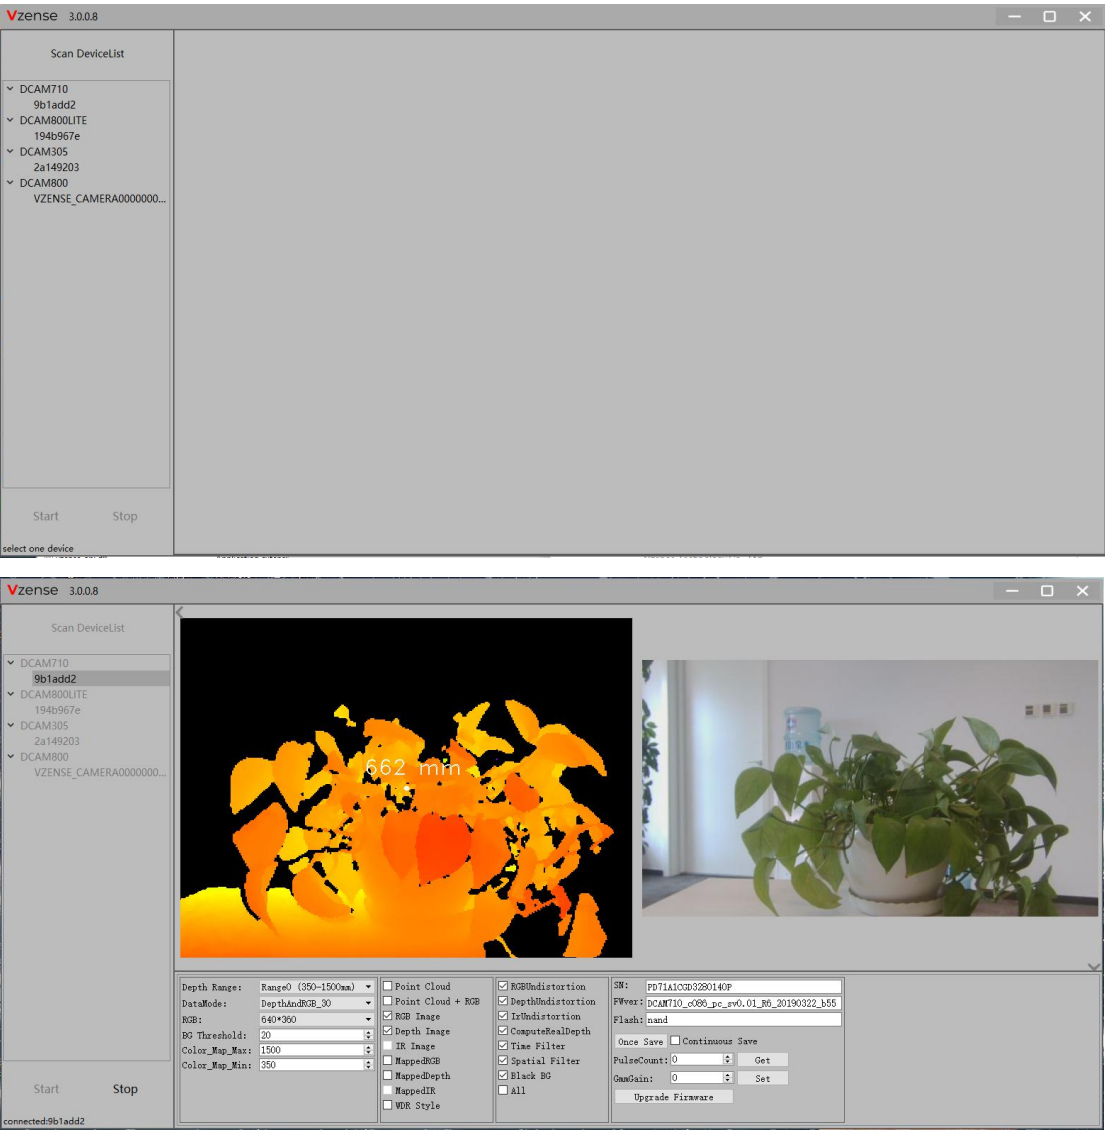 Vzense 3.0.0.8
Scan DeviceList
DCAM710
9b1add2
DCAM800LITE
194b967e
DCAM305
2a149203
DCAM800
VZENSE_CAMERA0000000...
Start Stop
select one device
Vzense 3.0.0.8
Scan DeviceList
DCAM710
9b1add2
DCAM800LITE
194b967e
DCAM305
2a149203
DCAM800
VZENSE_CAMERA0000000...
Start Stop
connected:9b1add2
662 mm
Depth Range: Range0 (350-1500mm)
DataMode: DepthAndRGB_30
RGB: 640*360
BG Threshold: 20
Color_Map_Max: 1500
Color_Map_Min: 350
Point Cloud
Point Cloud + RGB
RGB Image
Depth Image
IR Image
MappedRGB
MappedDepth
MappedIR
WDR Style
RGBUndistortion
DepthUndistortion
IrUndistortion
ComputeRealDepth
Time Filter
Spatial Filter
Black BG
All
SN: PD71A1CGD3280140P
FWver: DCAM710_c086_pc_sv0.01_R6_20190322_b55
Flash: nand
Once Save Continuous Save
PulseCount: 0 Get
GmmGain: 0 Set
Upgrade Firmware